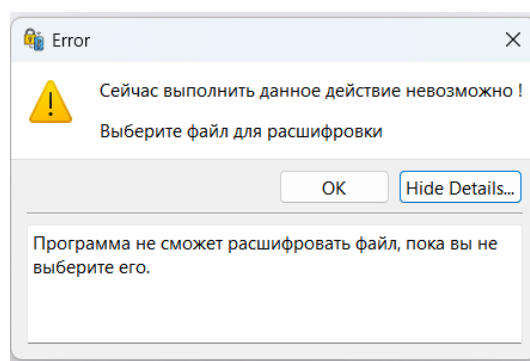 Error
Сейчас выполнить данное действие невозможно !
Выберите файл для расшифровки
OK
Hide Details...
Программа не сможет расшифровать файл, пока вы не
выберите его.